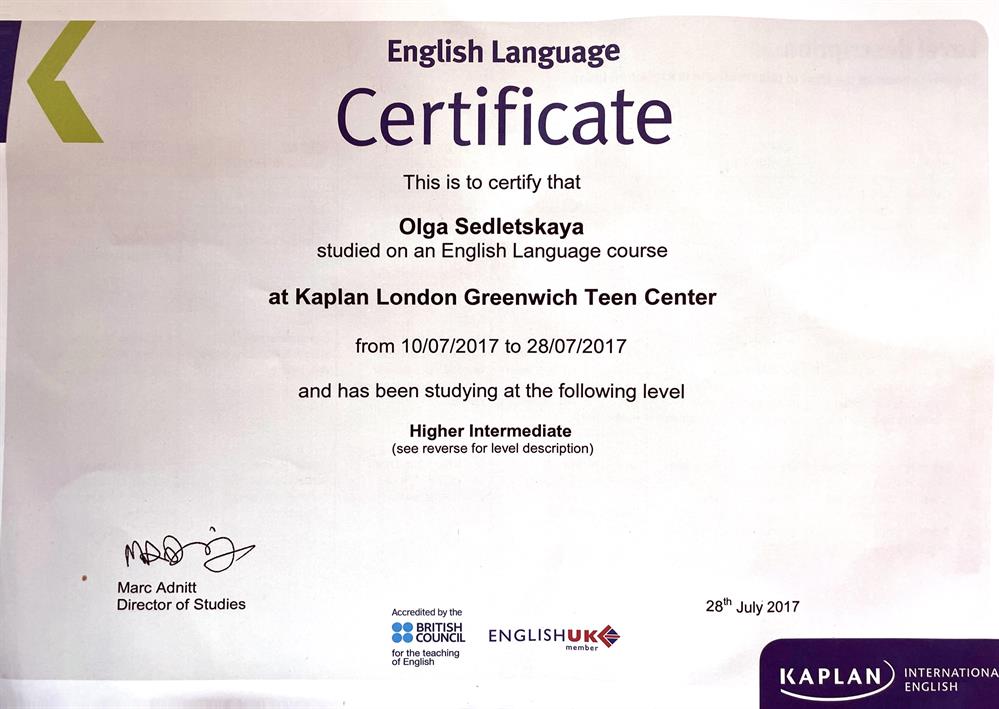 English Language
Certificate
This is to certify that
Olga Sedletskaya
studied on an English Language course
at Kaplan London Greenwich Teen Center
from 10/07/2017 to 28/07/2017
and has been studying at the following level
Higher Intermediate
(see reverse for level description)
Marc Adnitt
Director of Studies
Accredited by the
BRITISH
COUNCIL
for the teaching
of English
ENGLISHUK
member
28th July 2017
KAPLAN
INTERNATIONA
ENGLISH